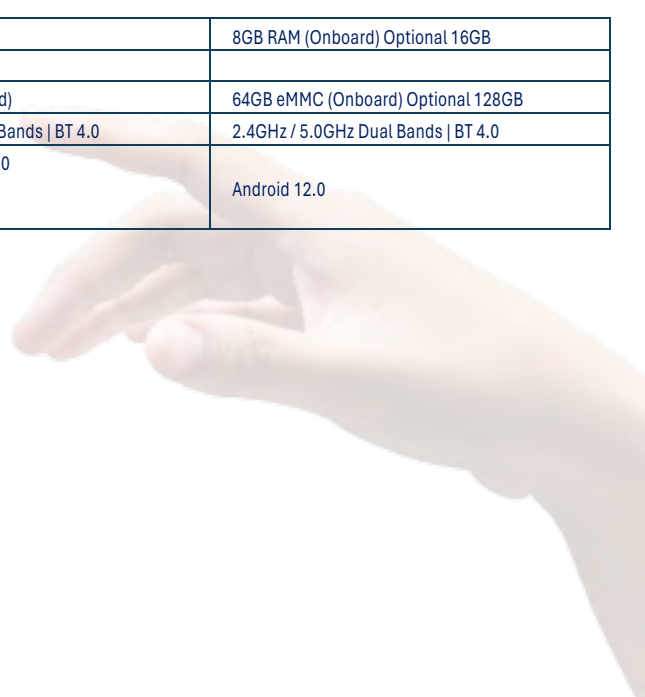 8GB RAM (Onboard) Optional 16GB
d) 64GB eMMC (Onboard) Optional 128GB
Bands | BT 4.0 2.4GHz / 5.0GHz Dual Bands | BT 4.0
0
Android 12.0